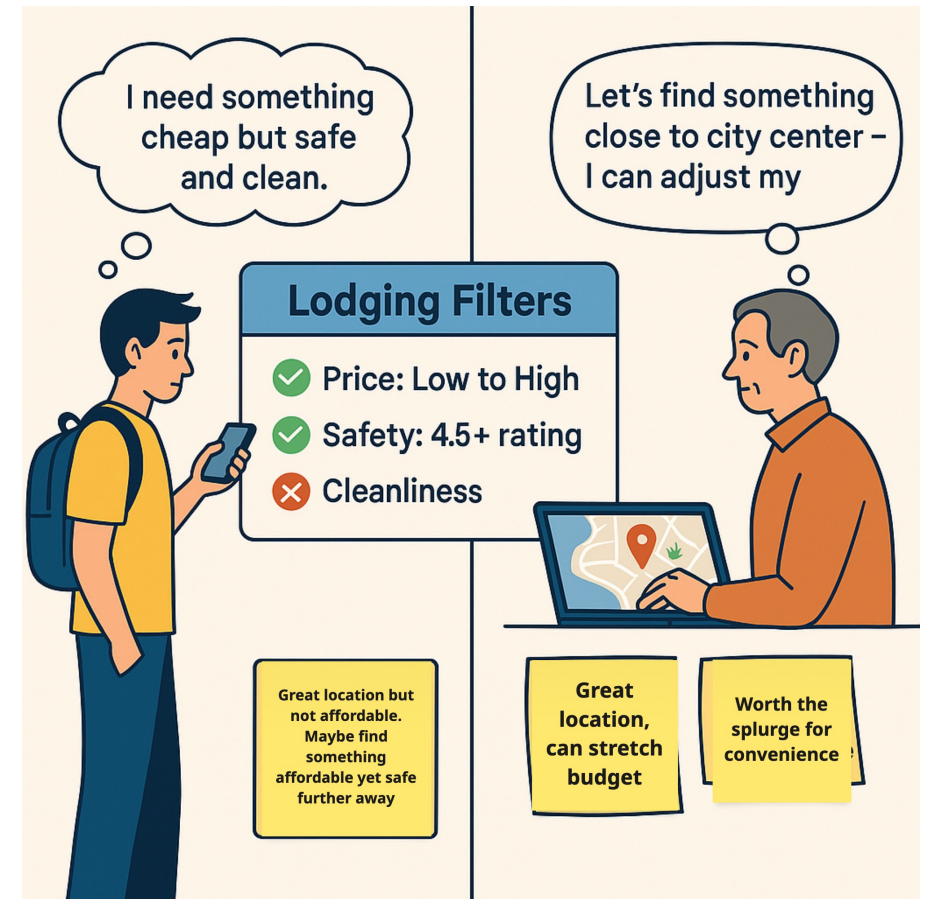 I need something
cheap but safe
and clean.
Let's find something
close to city center –
I can adjust my
Lodging Filters
Price: Low to High
Safety: 4.5+ rating
Cleanliness
Great location but
not affordable.
Maybe find
something
affordable yet safe
further away
Great
location,
can stretch
budget
Worth the
splurge for
convenience